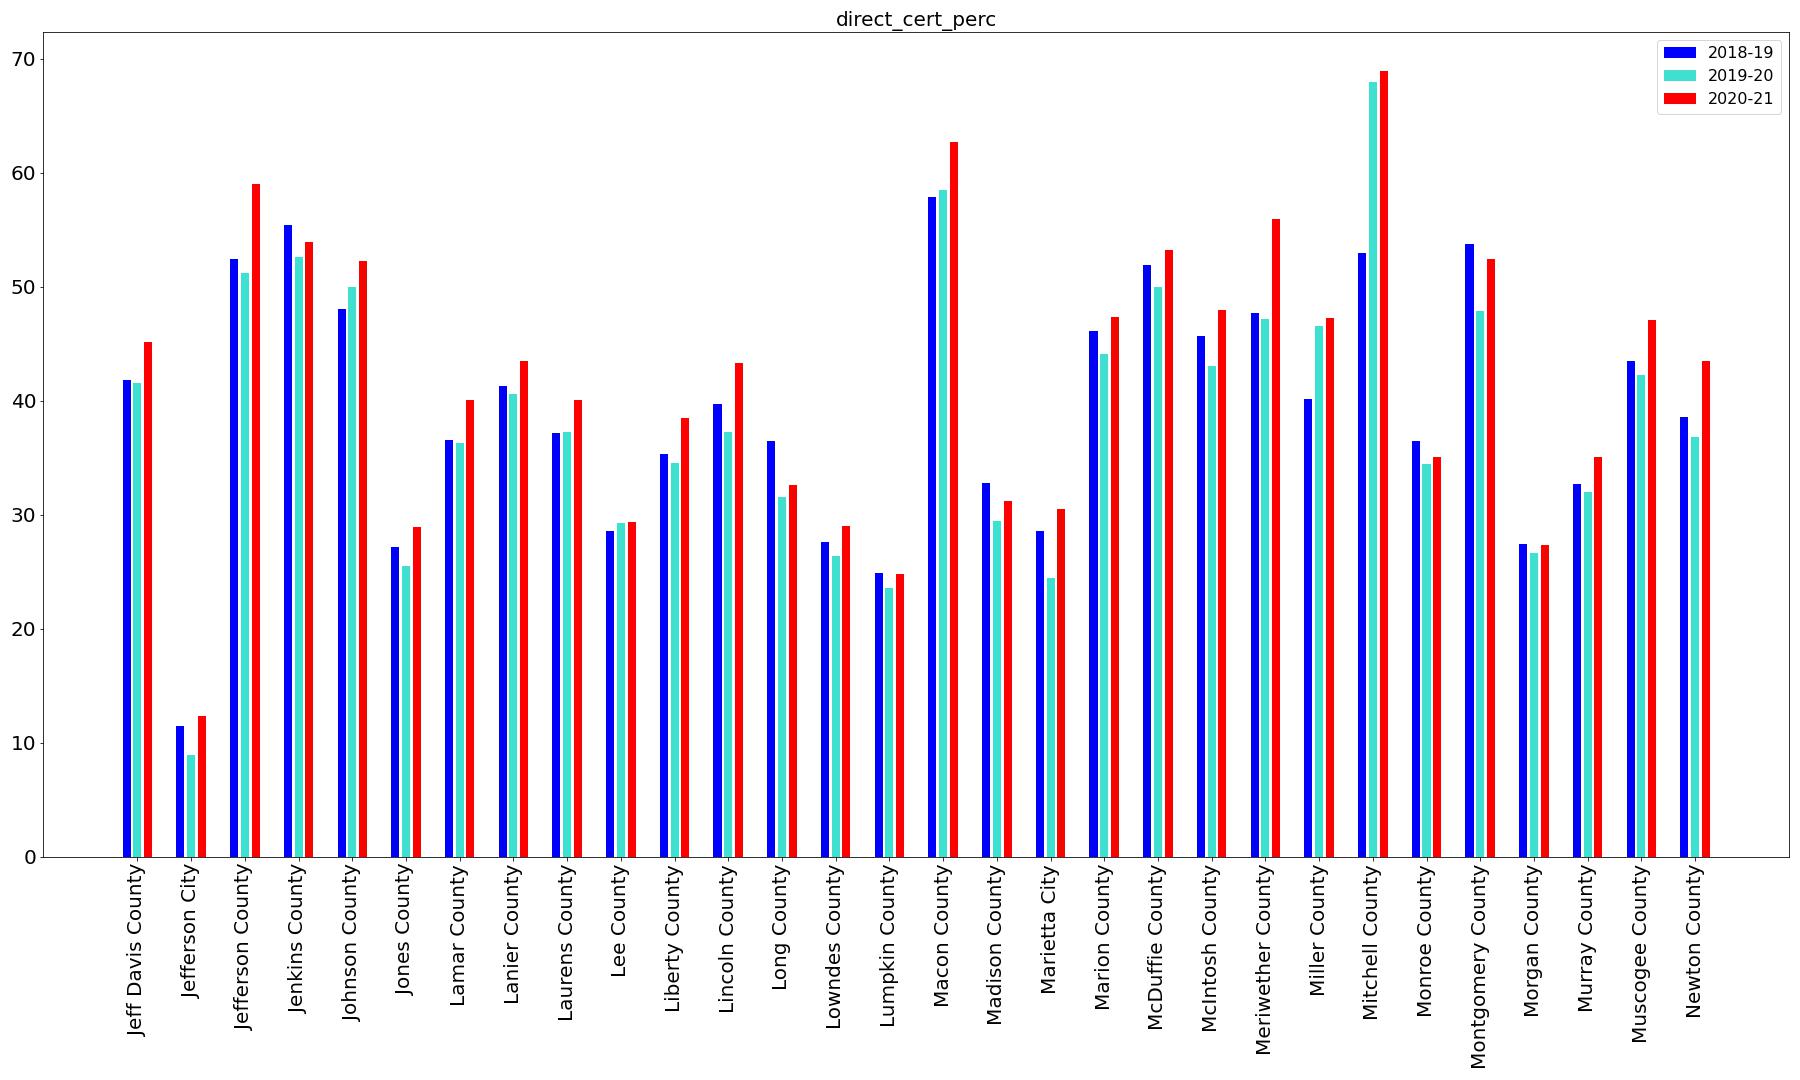 direct_cert_perc
2018-19
2019-20
2020-21
70
60
50
40
30
20
10
0
Jeff Davis County
Jefferson City
Jefferson County
Jenkins County
Johnson County
Jones County
Lamar County
Lanier County
Laurens County
Lee County
Liberty County
Lincoln County
Long County
Lowndes County
Lumpkin County
Macon County
Madison County
Marietta City
Marion County
McDuffie County
McIntosh County
Meriwether County
Miller County
Mitchell County
Monroe County
Montgomery County
Morgan County
Murray County
Muscogee County
Newton County